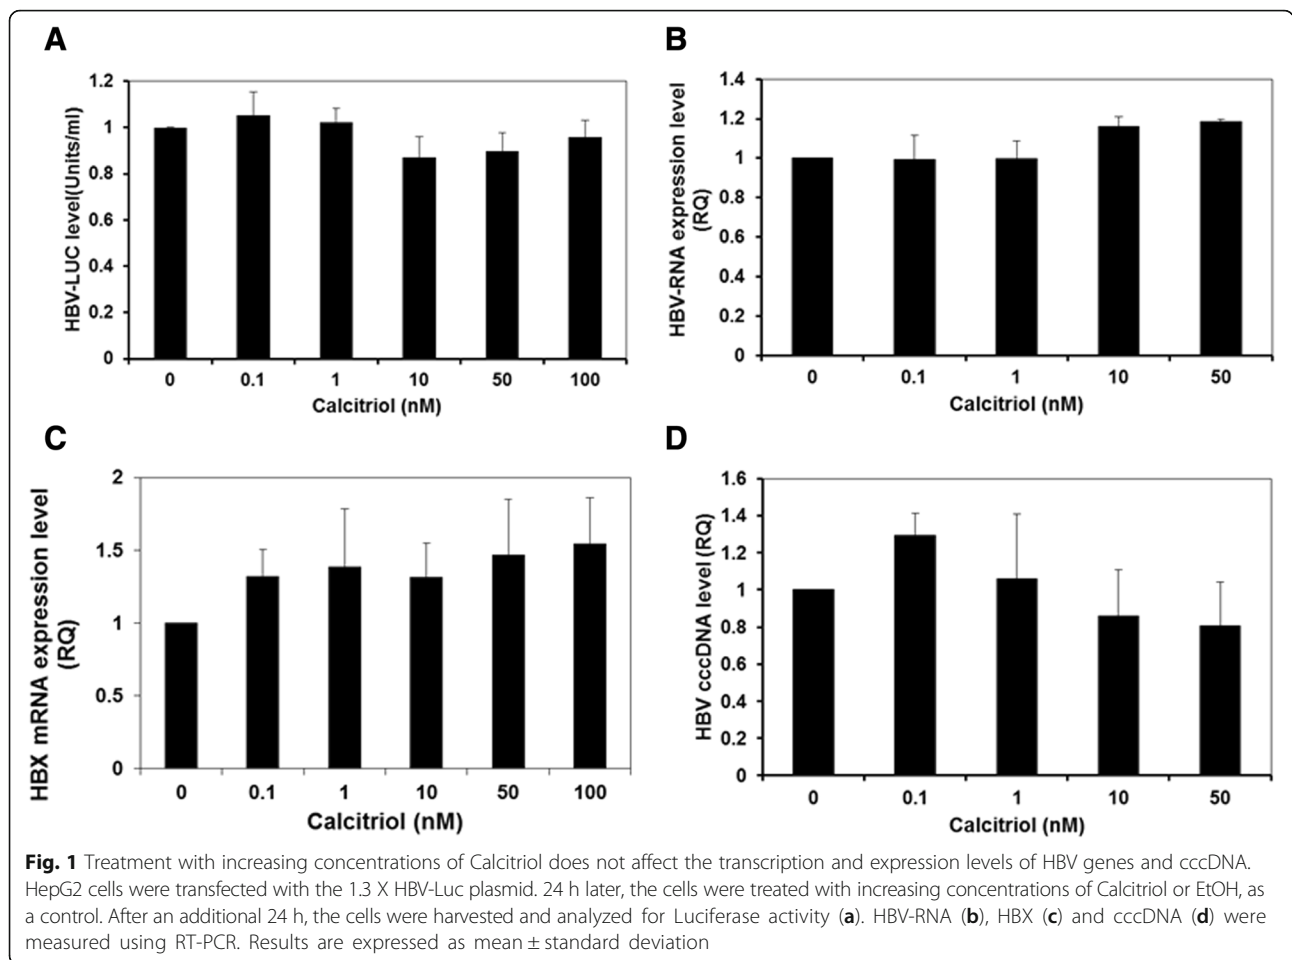 A
HBV-LUC level(Units/ml)
1.2
1
0.8
0.6
0.4
0.2
0
0 0.1 1 10 50 100
Calcitriol (nM)
B
HBV-RNA expression level
(RQ)
1.4
1.2
1
0.8
0.6
0.4
0.2
0
0 0.1 1 10 50
Calcitriol (nM)
C
HBX mRNA expression level
(RQ)
2
1.5
1
0.5
0
0 0.1 1 10 50 100
Calcitriol (nM)
D
HBV cccDNA level (RQ)
1.6
1.4
1.2
1
0.8
0.6
0.4
0.2
0
0 0.1 1 10 50
Calcitriol (nM)
Fig. 1 Treatment with increasing concentrations of Calcitriol does not affect the transcription and expression levels of HBV genes and cccDNA.
HepG2 cells were transfected with the 1.3 X HBV-Luc plasmid. 24 h later, the cells were treated with increasing concentrations of Calcitriol or EtOH, as
a control. After an additional 24 h, the cells were harvested and analyzed for Luciferase activity (a). HBV-RNA (b), HBX (c) and cccDNA (d) were
measured using RT-PCR. Results are expressed as mean ± standard deviation